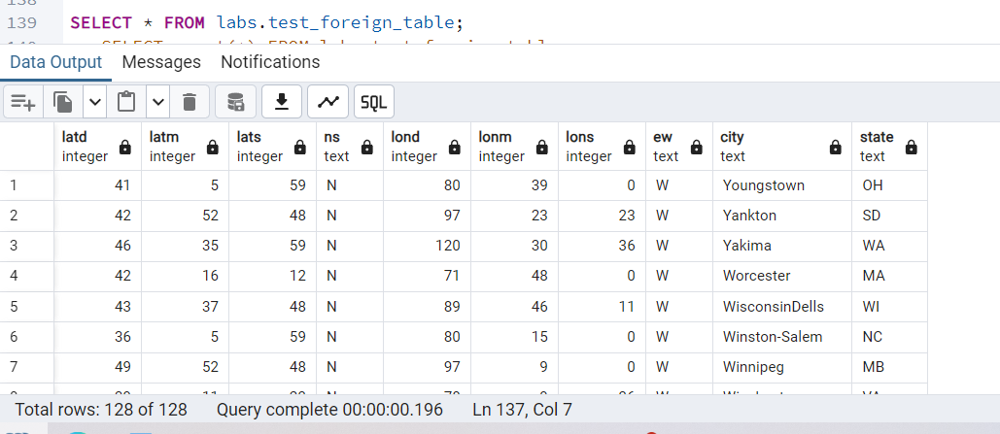 139 SELECT * FROM labs.test_foreign_table;
Data Output Messages Notifications
SQL
latd latm lats ns lond lonm lons ew city state
integer integer integer text integer integer integer text text text
1 41 5 59 N 80 39 0 W Youngstown OH
2 42 52 48 N 97 23 23 W Yankton SD
3 46 35 59 N 120 30 36 W Yakima WA
4 42 16 12 N 71 48 0 W Worcester MA
5 43 37 48 N 89 46 11 W WisconsinDells WI
6 36 5 59 N 80 15 0 W Winston-Salem NC
7 49 52 48 N 97 9 0 W Winnipeg MB
Total rows: 128 of 128 Query complete 00:00:00.196 Ln 137, Col 7